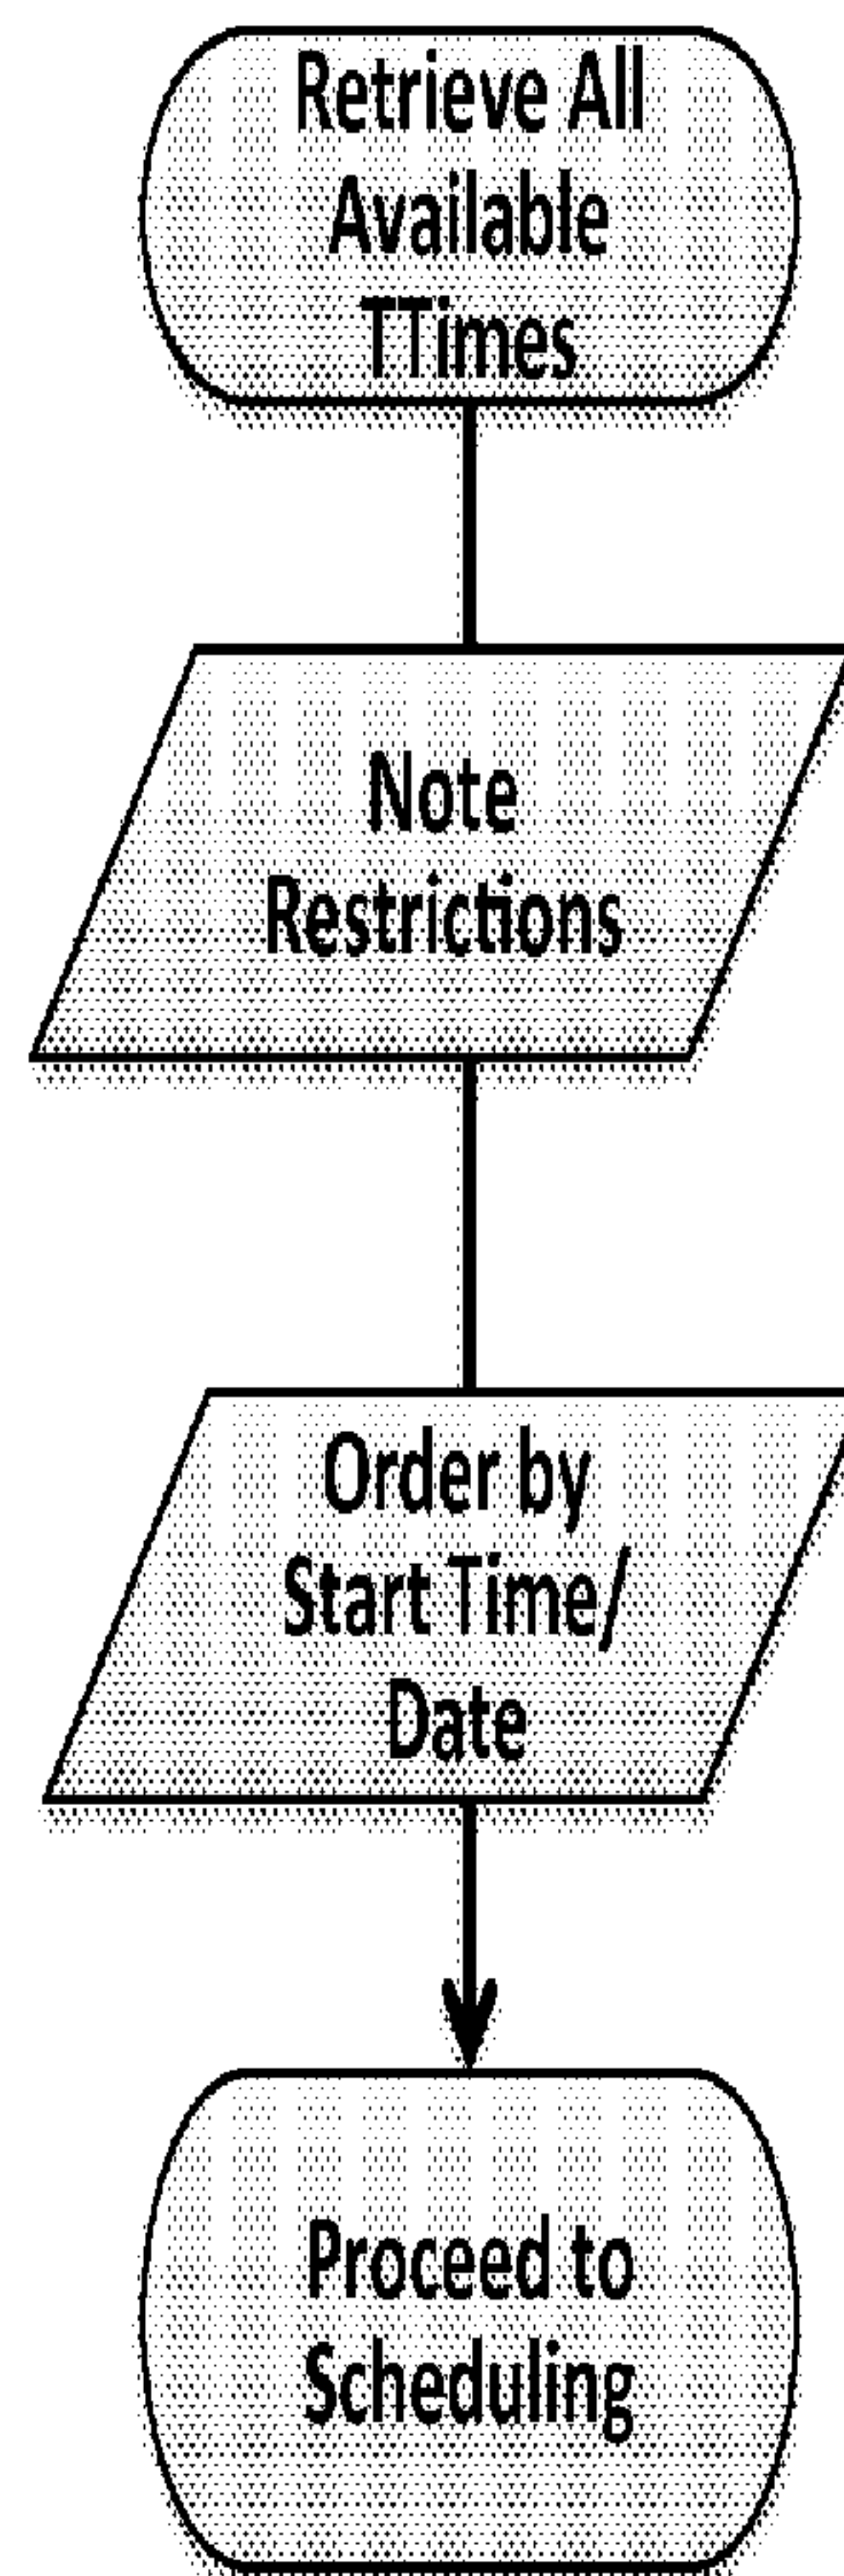 Retrieve All
Available
TTimes
Note
Restrictions
Order by
Start Time/
Date
Proceed to
Scheduling